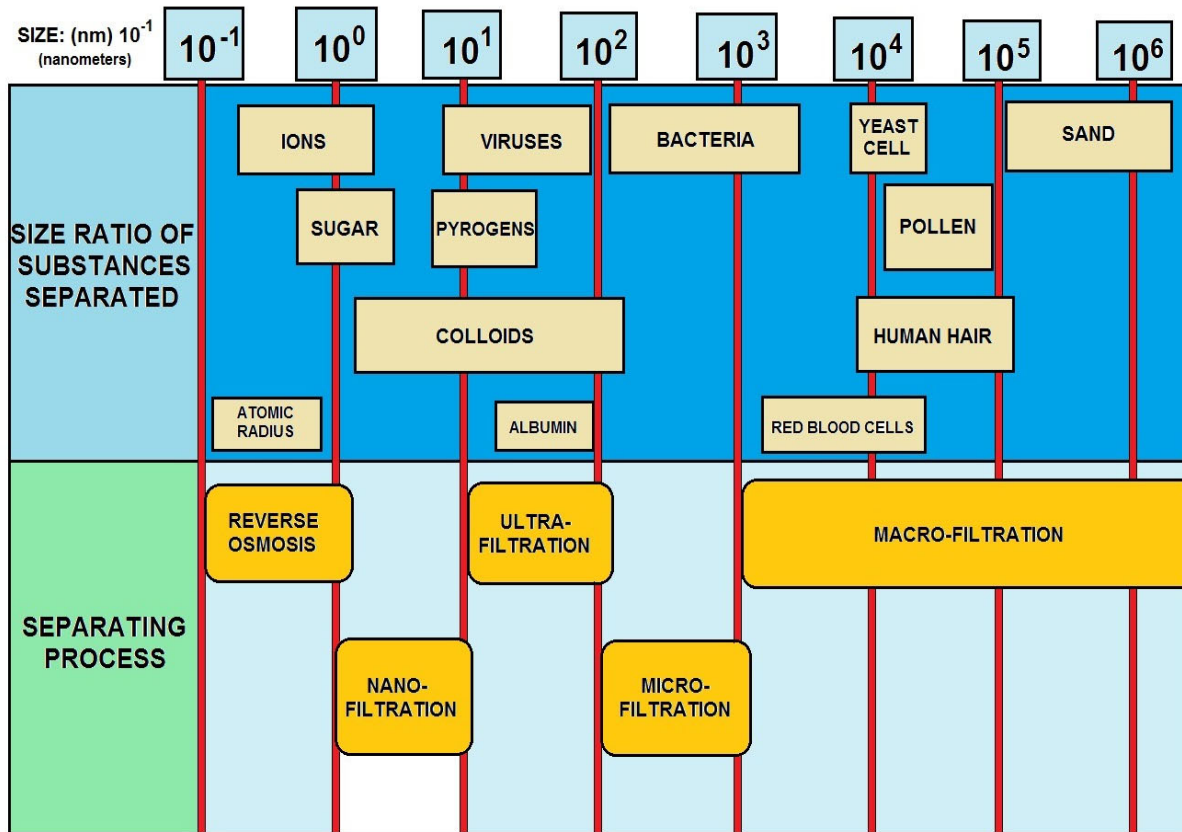 SIZE: (nm) 10⁻¹
(nanometers)
10⁻¹
10⁰
10¹
10²
10³
10⁴
10⁵
10⁶
SIZE RATIO OF
SUBSTANCES
SEPARATED
IONS
VIRUSES
BACTERIA
YEAST
CELL
SAND
SUGAR
PYROGENS
POLLEN
COLLOIDS
HUMAN HAIR
ATOMIC
RADIUS
ALBUMIN
RED BLOOD CELLS
SEPARATING
PROCESS
REVERSE
OSMOSIS
ULTRA-
FILTRATION
MACRO-FILTRATION
NANO-
FILTRATION
MICRO-
FILTRATION